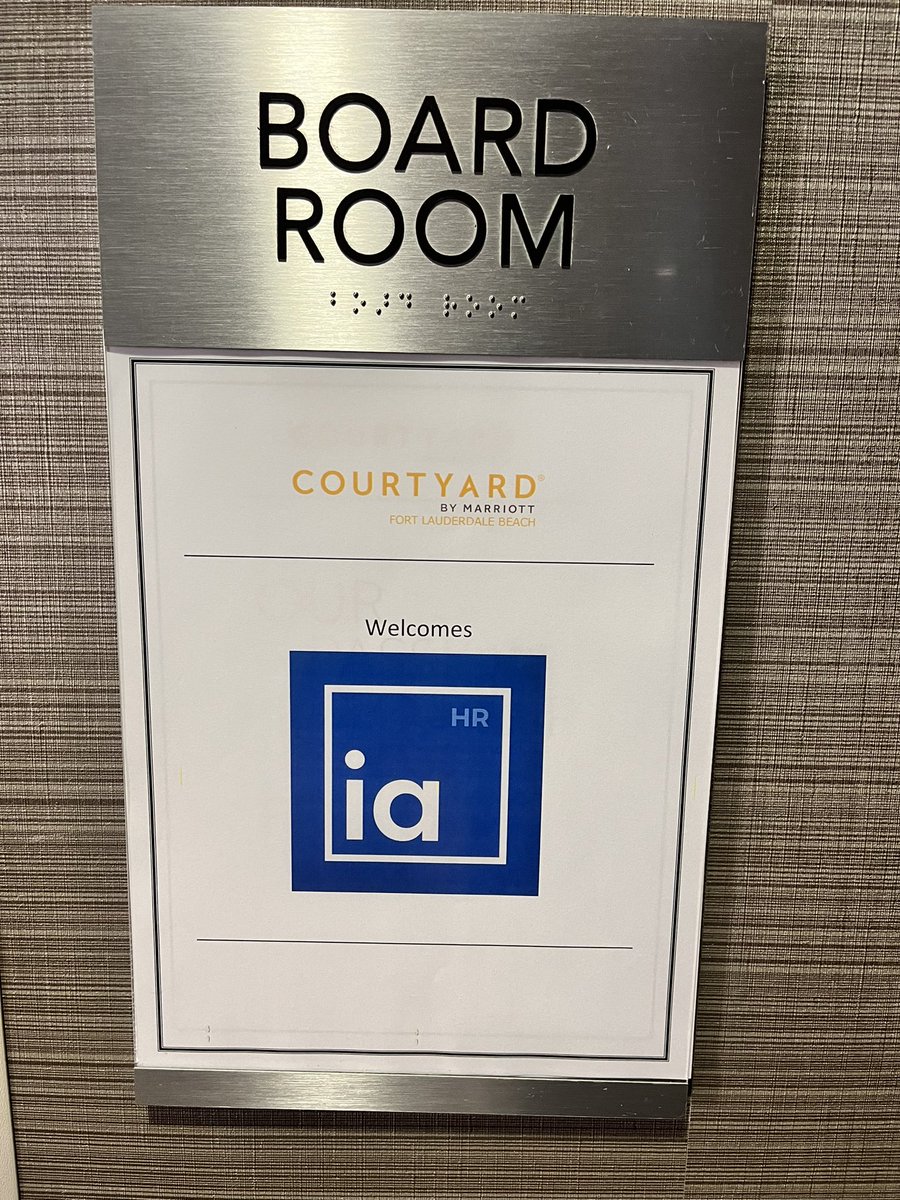 BOARD
ROOM
COURTYARD®
BY MARRIOTT
FORT LAUDERDALE BEACH
Welcomes
HR
ia